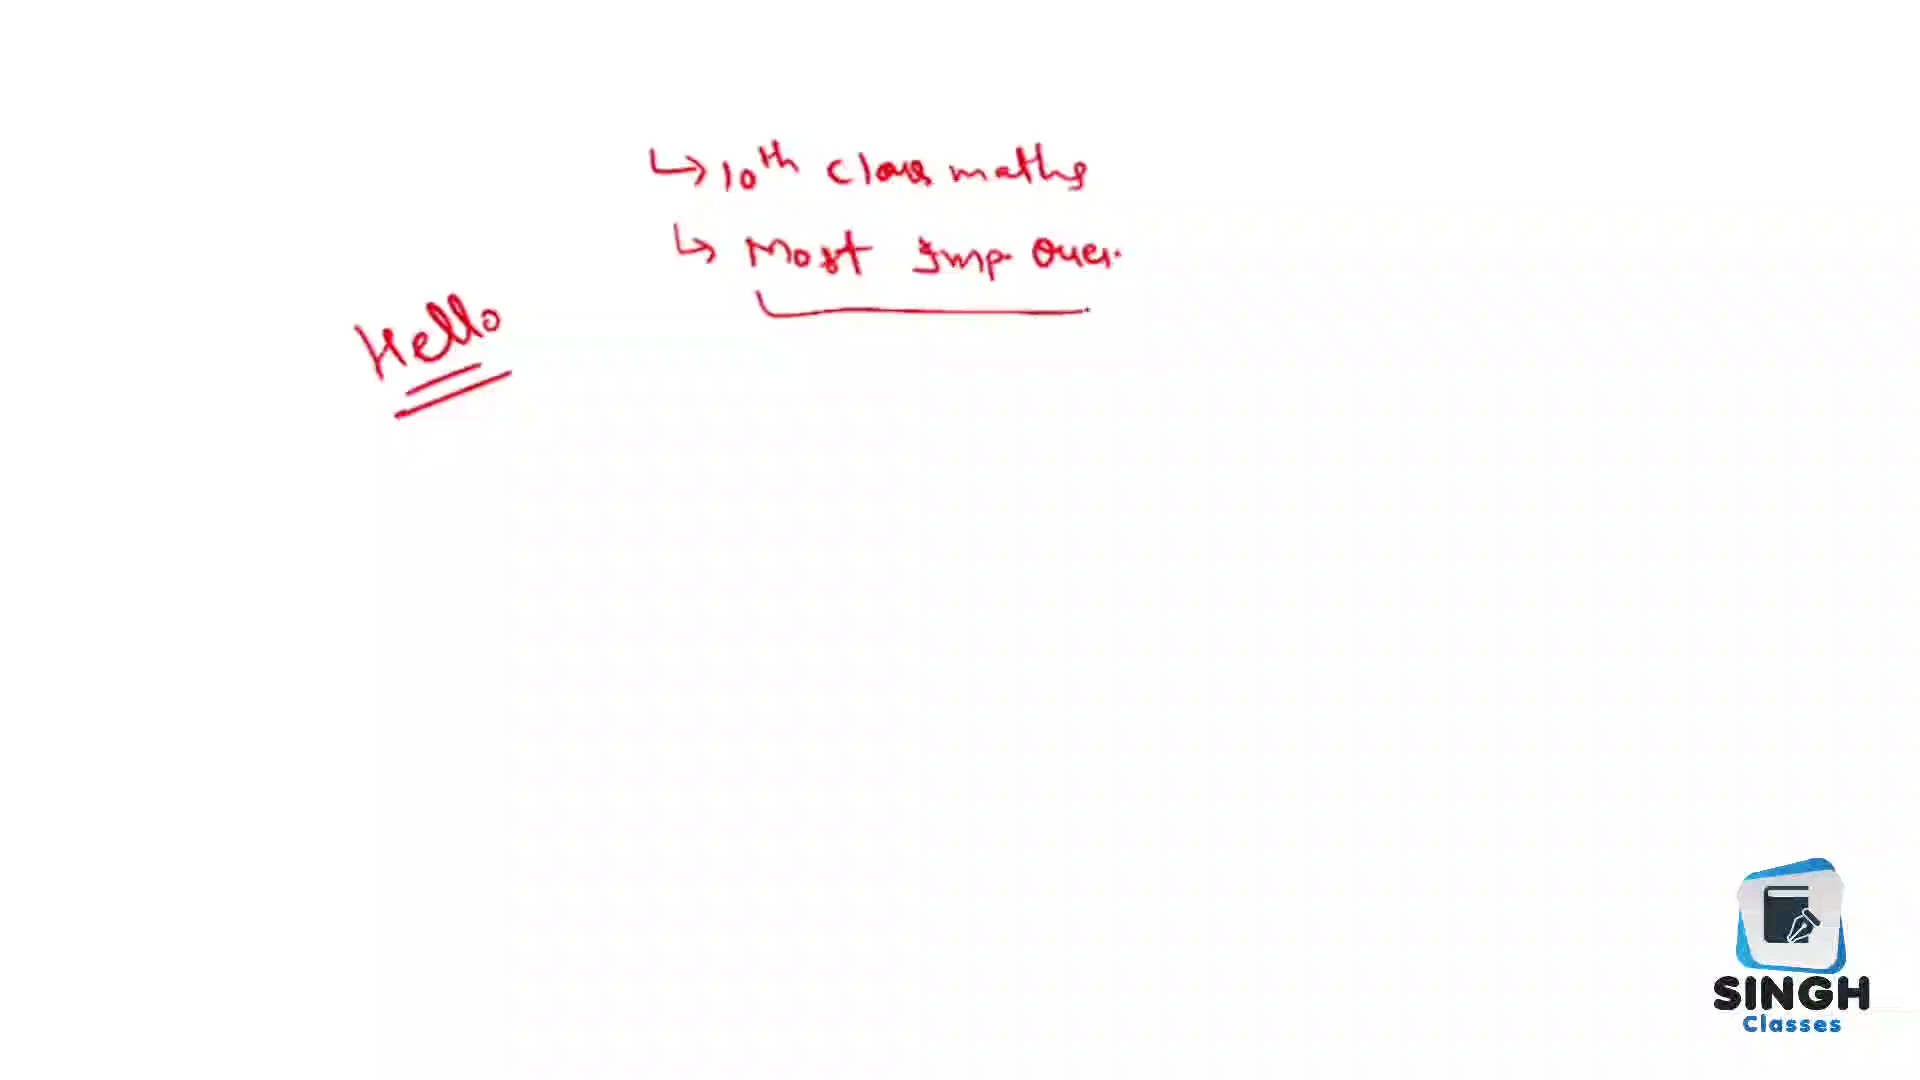 ↳ 10th class maths
↳ Most Imp. Ques.
Hello
SINGH
Classes